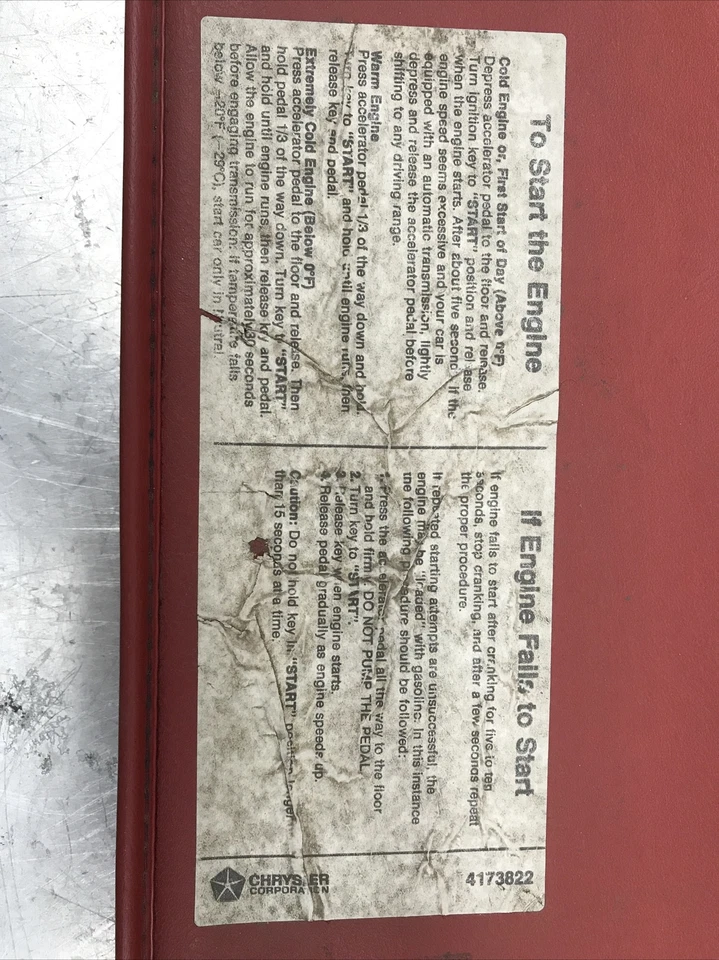 To Start the Engine
Cold Engine or, First Start of Day (Above 0°F)
Depress accelerator pedal to the floor and release.
Turn ignition key to "START" position and release
when the engine starts. After about five seconds if the
engine speed seems excessive and your car is
equipped with an automatic transmission, lightly
depress and release the accelerator pedal before
shifting to any driving range.
Warm Engine
Press accelerator pedal 1/3 of the way down and hold.
Turn key to "START" and hold until engine runs, then
release key and pedal.
Extremely Cold Engine (Below 0°F)
Press accelerator pedal to the floor and release. Then
hold pedal 1/3 of the way down. Turn key to "START"
and hold until engine runs, then release key and pedal.
Allow the engine to run for approximately 30 seconds
before engaging transmission. If temperature falls
below –20°F (–29°C), start car only in neutral.
If Engine Fails to Start
If engine fails to start after cranking for five to ten
seconds, stop cranking, and after a few seconds repeat
the proper procedure.
If repeated starting attempts are unsuccessful, the
engine may be "flooded" with gasoline. In this instance
the following procedure should be followed:
1. Press the accelerator pedal all the way to the floor
and hold firmly. DO NOT PUMP THE PEDAL
2. Turn key to "START".
3. Release key when engine starts.
4. Release pedal gradually as engine speeds up.
Caution: Do not hold key in "START" position longer
than 15 seconds at a time.
4173822
CHRYSLER
CORPORATION